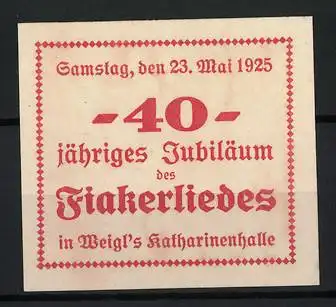 Samstag, den 23. Mai 1925
-40-
jähriges Jubiläum
des
Fiakerliedes
in Weigl's Katharinenhalle